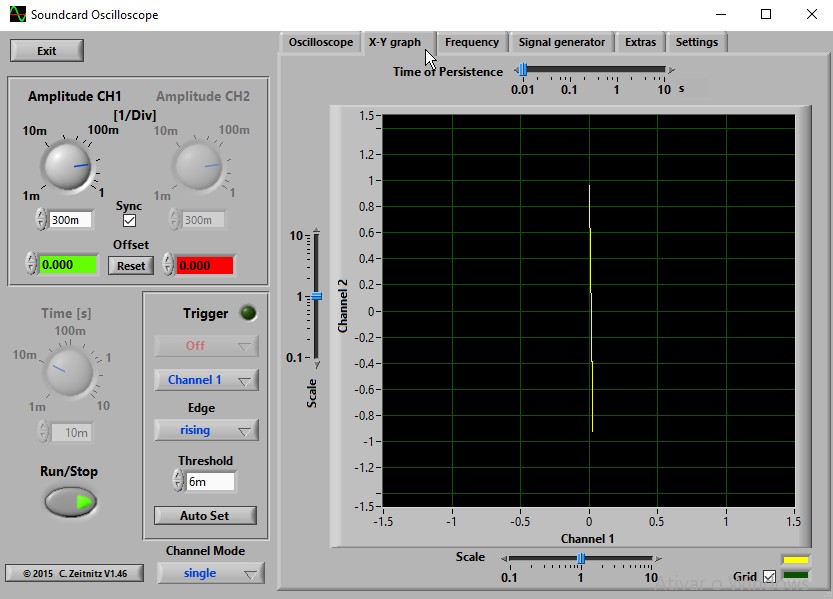 Soundcard Oscilloscope
Exit
Oscilloscope X-Y graph Frequency Signal generator Extras Settings
Amplitude CH1 Amplitude CH2
[1/Div]
10m 100m 10m 100m
1m 1 1m 1
Sync
300m 300m
Offset
0.000 Reset 0.000
Time [s]
100m
10m 1
1m 10
10m
Run/Stop
Trigger
Off
Channel 1
Edge
rising
Threshold
6m
Auto Set
Channel Mode
single
© 2015 C. Zeitnitz V1.46
Time of Persistence
0.01 0.1 1 10 s
10
1
0.1
Scale
Channel 2
1.5
1.2
1
0.8
0.6
0.4
0.2
0
-0.2
-0.4
-0.6
-0.8
-1
-1.2
-1.5
-1.5 -1 -0.5 0 0.5 1 1.5
Channel 1
Scale
0.1 1 10
Grid
Ativar o Windows